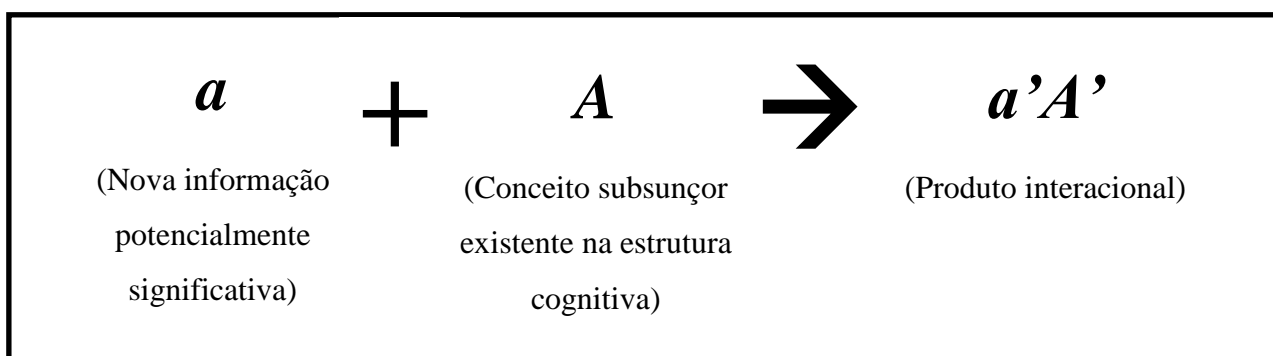 a + A → a’A’
(Nova informação
potencialmente
significativa)
(Conceito subsunçor
existente na estrutura
cognitiva)
(Produto interacional)